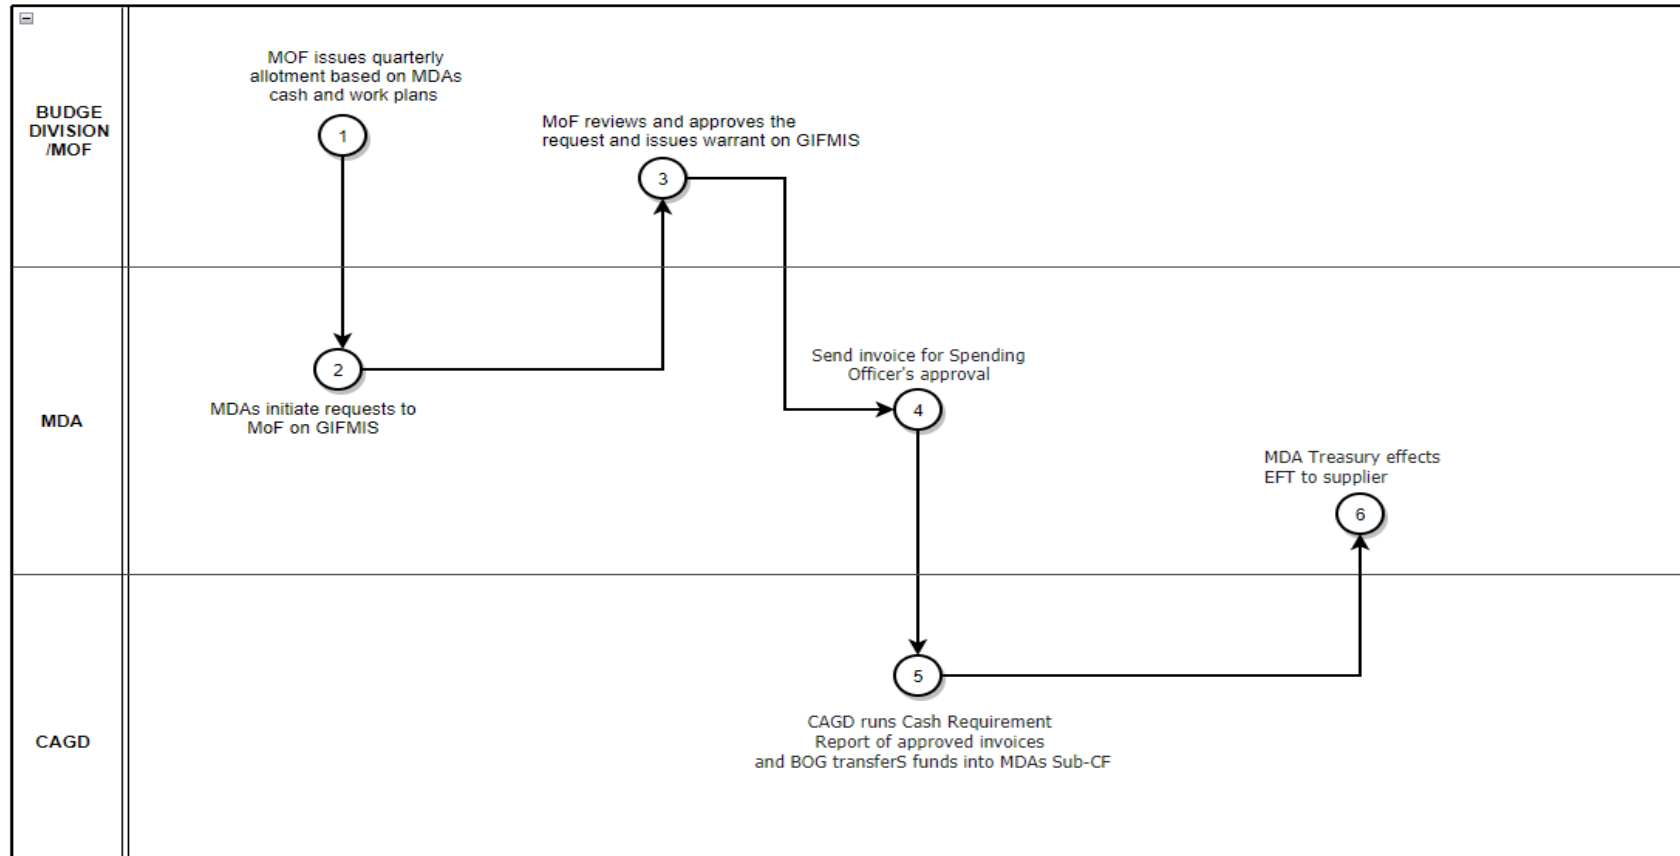 BUDGE
DIVISION
/MOF
MOF issues quarterly
allotment based on MDAs
cash and work plans
1
MoF reviews and approves the
request and issues warrant on GIFMIS
3
MDA
2
MDAs initiate requests to
MoF on GIFMIS
Send invoice for Spending
Officer's approval
4
MDA Treasury effects
EFT to supplier
6
CAGD
5
CAGD runs Cash Requirement
Report of approved invoices
and BOG transferS funds into MDAs Sub-CF